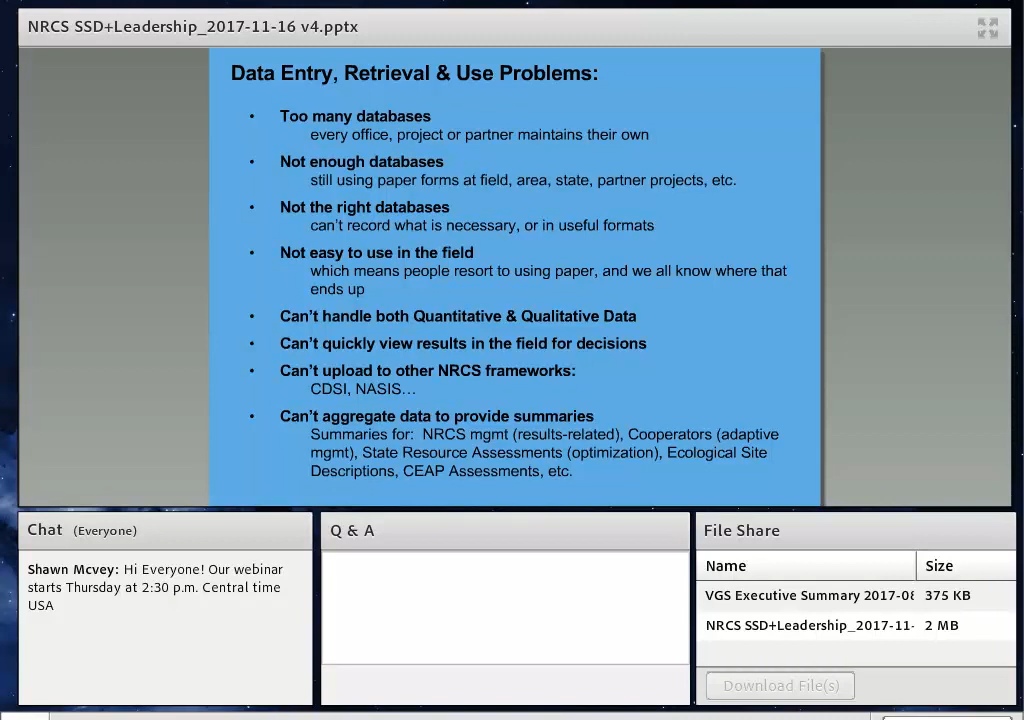 NRCS SSD+Leadership_2017-11-16 v4.pptx
Data Entry, Retrieval & Use Problems:
• Too many databases
every office, project or partner maintains their own
• Not enough databases
still using paper forms at field, area, state, partner projects, etc.
• Not the right databases
can't record what is necessary, or in useful formats
• Not easy to use in the field
which means people resort to using paper, and we all know where that
ends up
• Can't handle both Quantitative & Qualitative Data
• Can't quickly view results in the field for decisions
• Can't upload to other NRCS frameworks:
CDSI, NASIS…
• Can't aggregate data to provide summaries
Summaries for: NRCS mgmt (results-related), Cooperators (adaptive
mgmt), State Resource Assessments (optimization), Ecological Site
Descriptions, CEAP Assessments, etc.
Chat (Everyone)
Shawn Mcvey: Hi Everyone! Our webinar
starts Thursday at 2:30 p.m. Central time
USA
Q & A
File Share
Name Size
VGS Executive Summary 2017-08 375 KB
NRCS SSD+Leadership_2017-11- 2 MB
Download File(s)